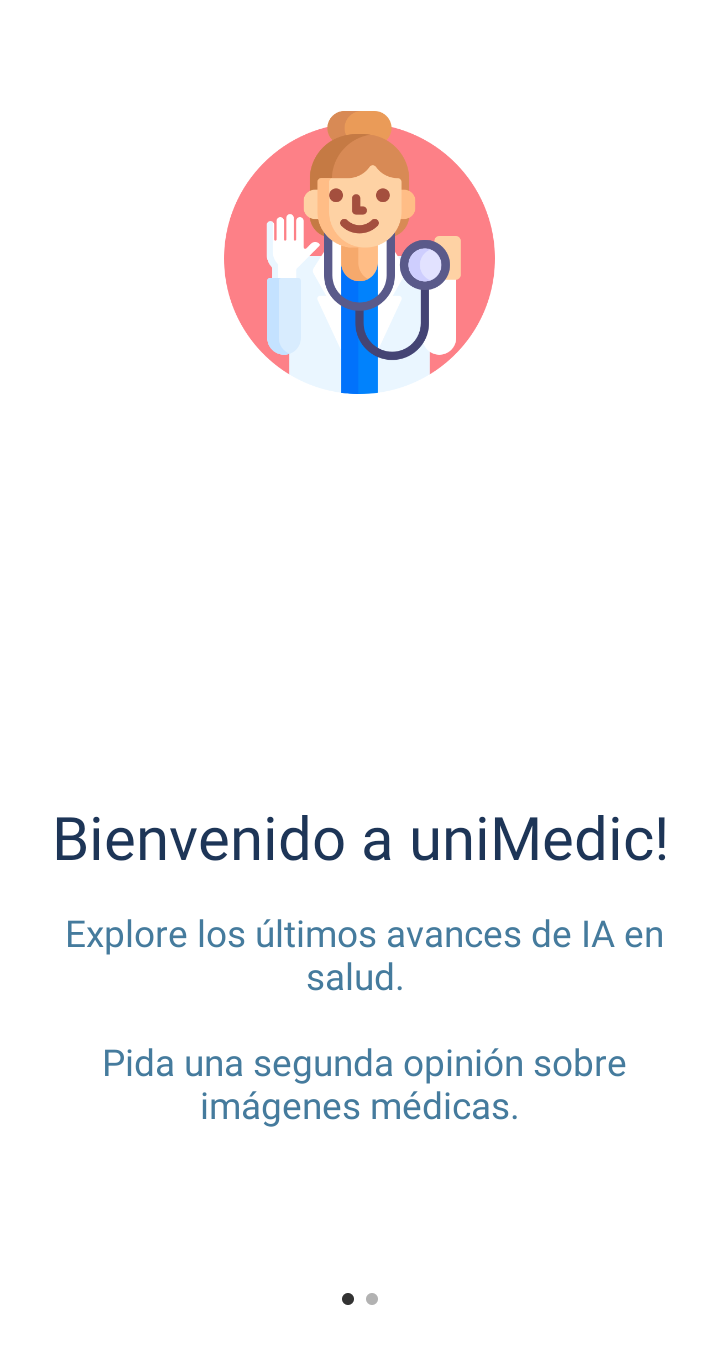 Bienvenido a uniMedic!
Explore los últimos avances de IA en
salud.
Pida una segunda opinión sobre
imágenes médicas.